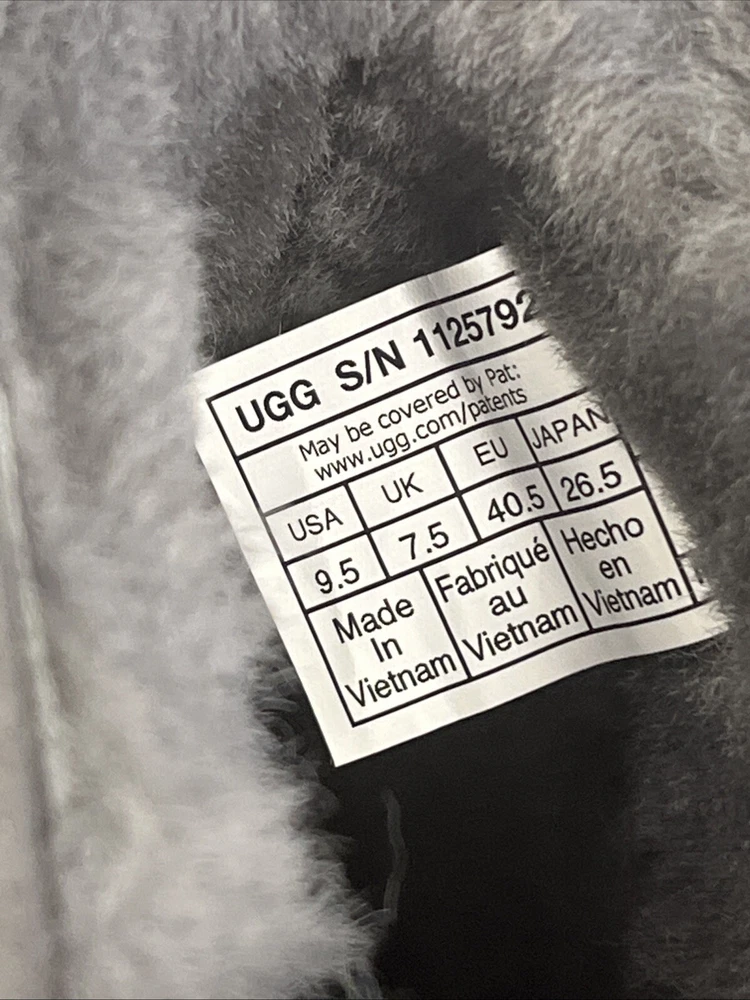 UGG S/N 1125792
May be covered by Pat:
www.ugg.com/patents
USA UK EU JAPAN
9.5 7.5 40.5 26.5
Made In Vietnam
Fabriqué au Vietnam
Hecho en Vietnam